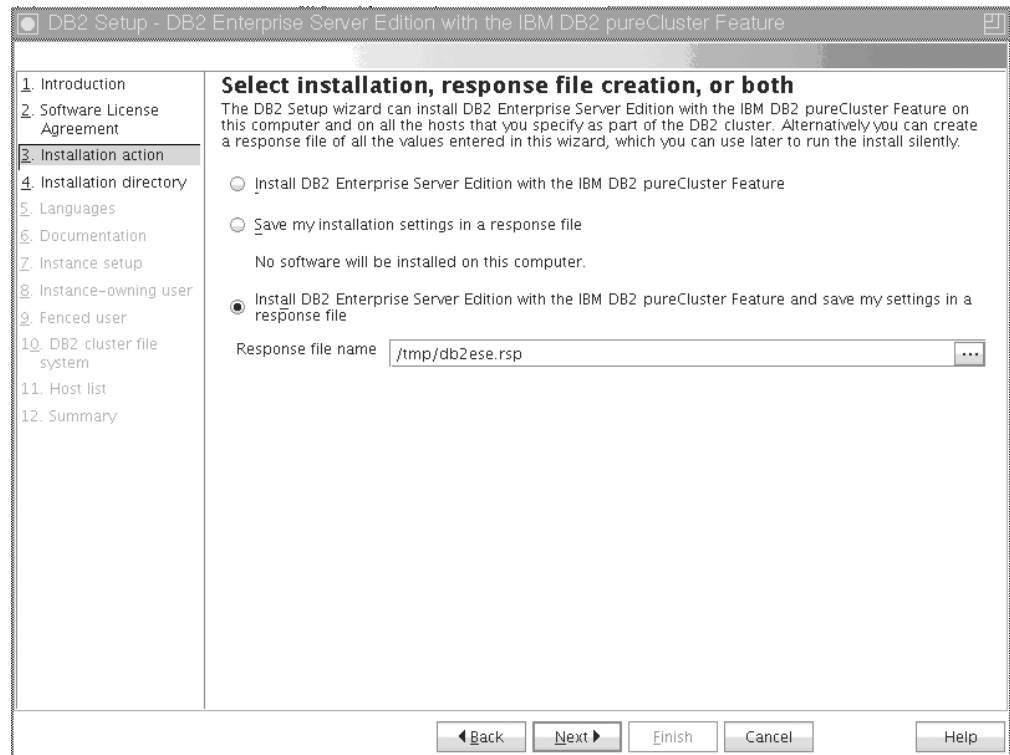 DB2 Setup - DB2 Enterprise Server Edition with the IBM DB2 pureCluster Feature
1. Introduction
2. Software License
Agreement
3. Installation action
4. Installation directory
5. Languages
6. Documentation
7. Instance setup
8. Instance-owning user
9. Fenced user
10. DB2 cluster file
system
11. Host list
12. Summary
Select installation, response file creation, or both
The DB2 Setup wizard can install DB2 Enterprise Server Edition with the IBM DB2 pureCluster Feature on
this computer and on all the hosts that you specify as part of the DB2 cluster. Alternatively you can create
a response file of all the values entered in this wizard, which you can use later to run the install silently.
Install DB2 Enterprise Server Edition with the IBM DB2 pureCluster Feature
Save my installation settings in a response file
No software will be installed on this computer.
Install DB2 Enterprise Server Edition with the IBM DB2 pureCluster Feature and save my settings in a
response file
Response file name /tmp/db2ese.rsp ...
Back Next Finish Cancel Help